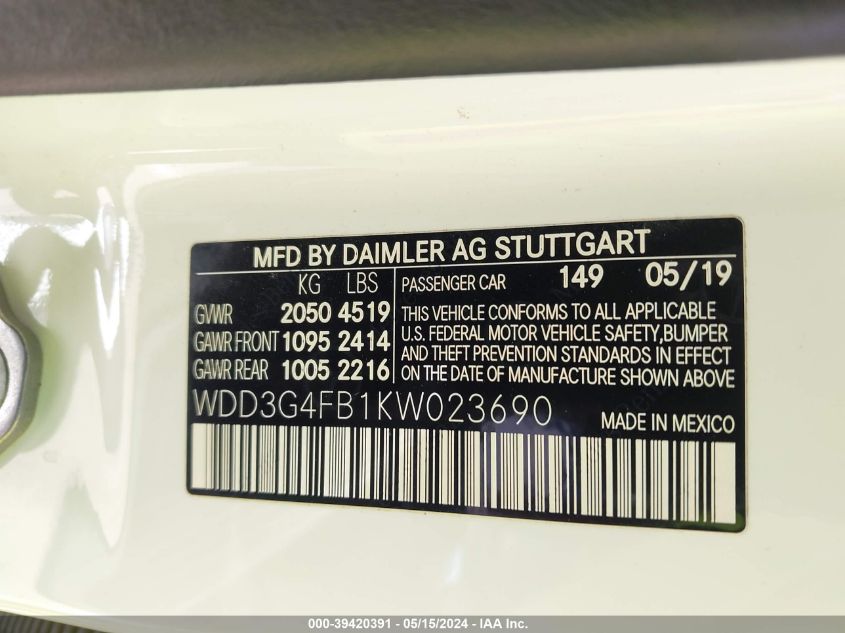 MFD BY DAIMLER AG STUTTGART
KG LBS PASSENGER CAR 149 05/19
GVWR 2050 4519
GAWR FRONT 1095 2414
GAWR REAR 1005 2216
THIS VEHICLE CONFORMS TO ALL APPLICABLE
U.S. FEDERAL MOTOR VEHICLE SAFETY,BUMPER
AND THEFT PREVENTION STANDARDS IN EFFECT
ON THE DATE OF MANUFACTURE SHOWN ABOVE
WDD3G4FB1KW023690
MADE IN MEXICO
000-39420391 - 05/15/2024 - IAA Inc.